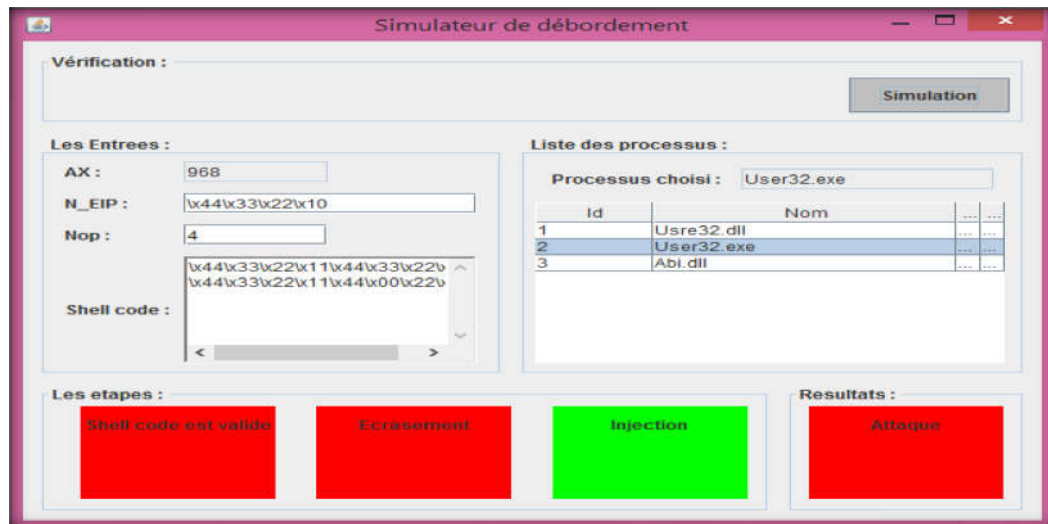 Simulateur de débordement
Vérification :
Simulation
Les Entrees :
AX :
968
N_EIP :
\x44\x33\x22\x10
Nop :
4
Shell code :
\x44\x33\x22\x11\x44\x33\x22\
\x44\x33\x22\x11\x44\x00\x22\
Liste des processus :
Processus choisi :
User32.exe
Id Nom ... ...
1 Usre32.dll ... ...
2 User32.exe ... ...
3 Abi.dll ... ...
Les etapes :
Shell code est valide
Ecrasement
Injection
Resultats :
Attaque